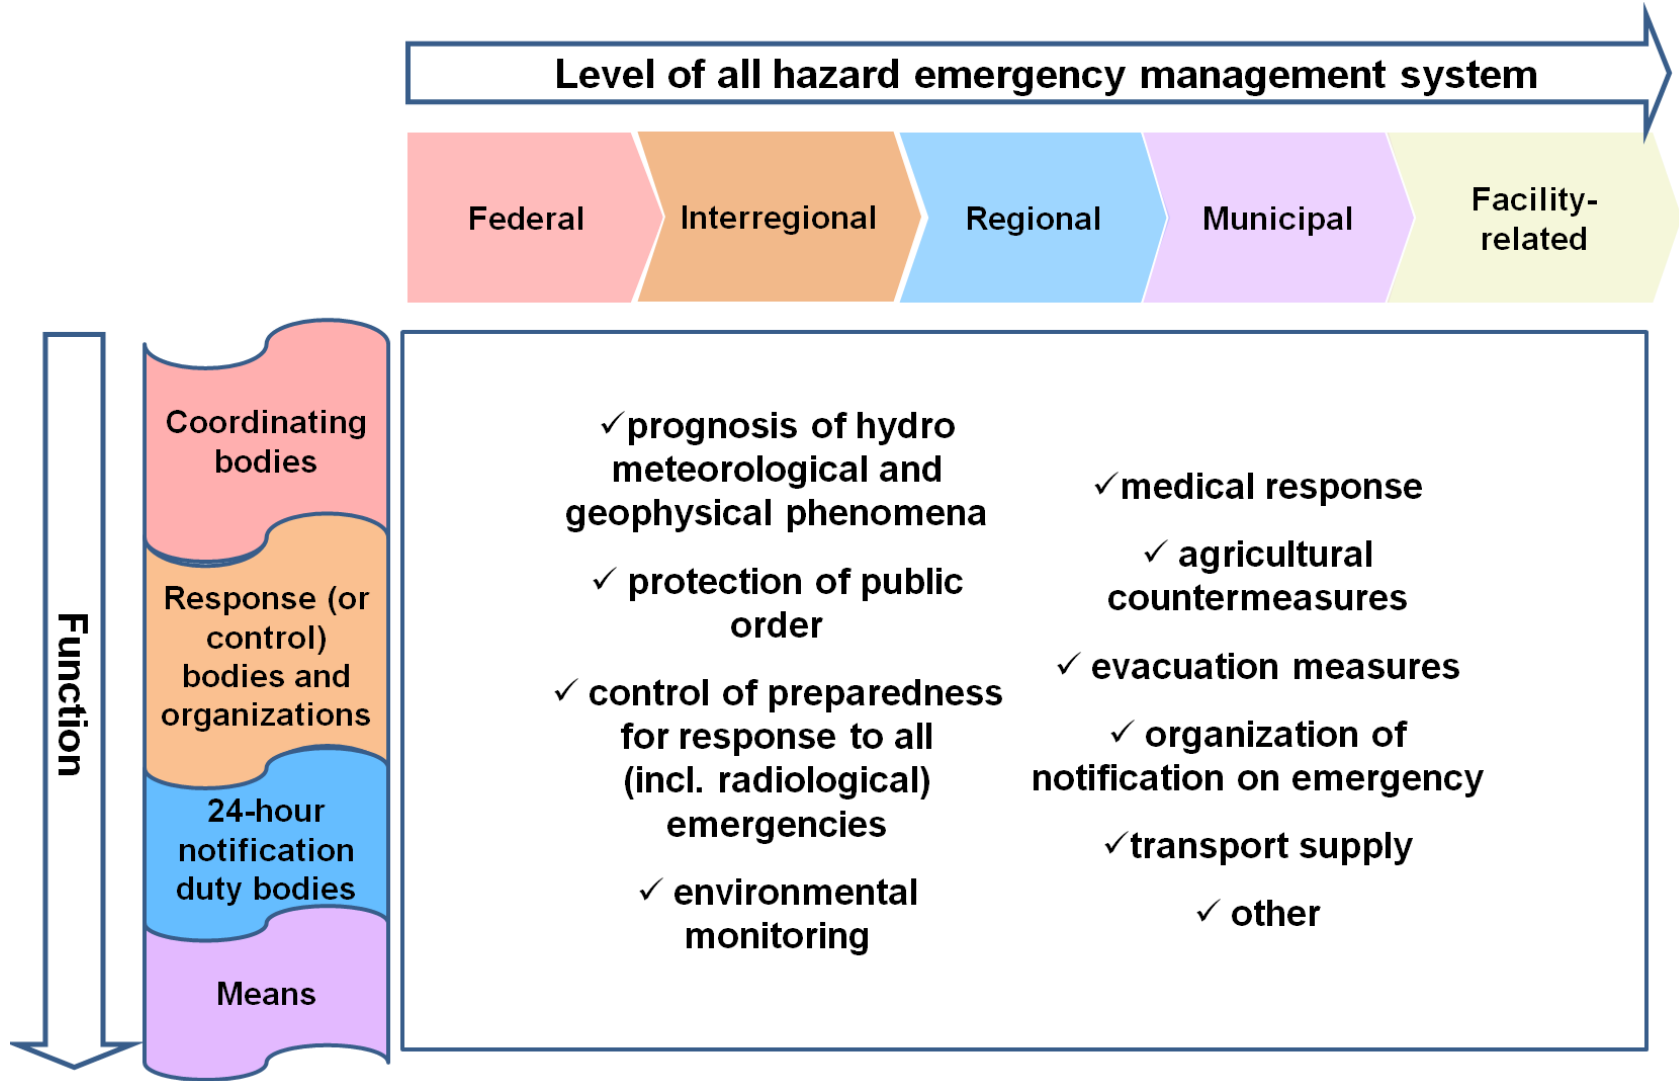 Level of all hazard emergency management system
Federal
Interregional
Regional
Municipal
Facility-
related
Function
Coordinating
bodies
Response (or
control)
bodies and
organizations
24-hour
notification
duty bodies
Means
✓prognosis of hydro
meteorological and
geophysical phenomena
✓ protection of public
order
✓ control of preparedness
for response to all
(incl. radiological)
emergencies
✓ environmental
monitoring
✓medical response
✓ agricultural
countermeasures
✓ evacuation measures
✓ organization of
notification on emergency
✓transport supply
✓ other